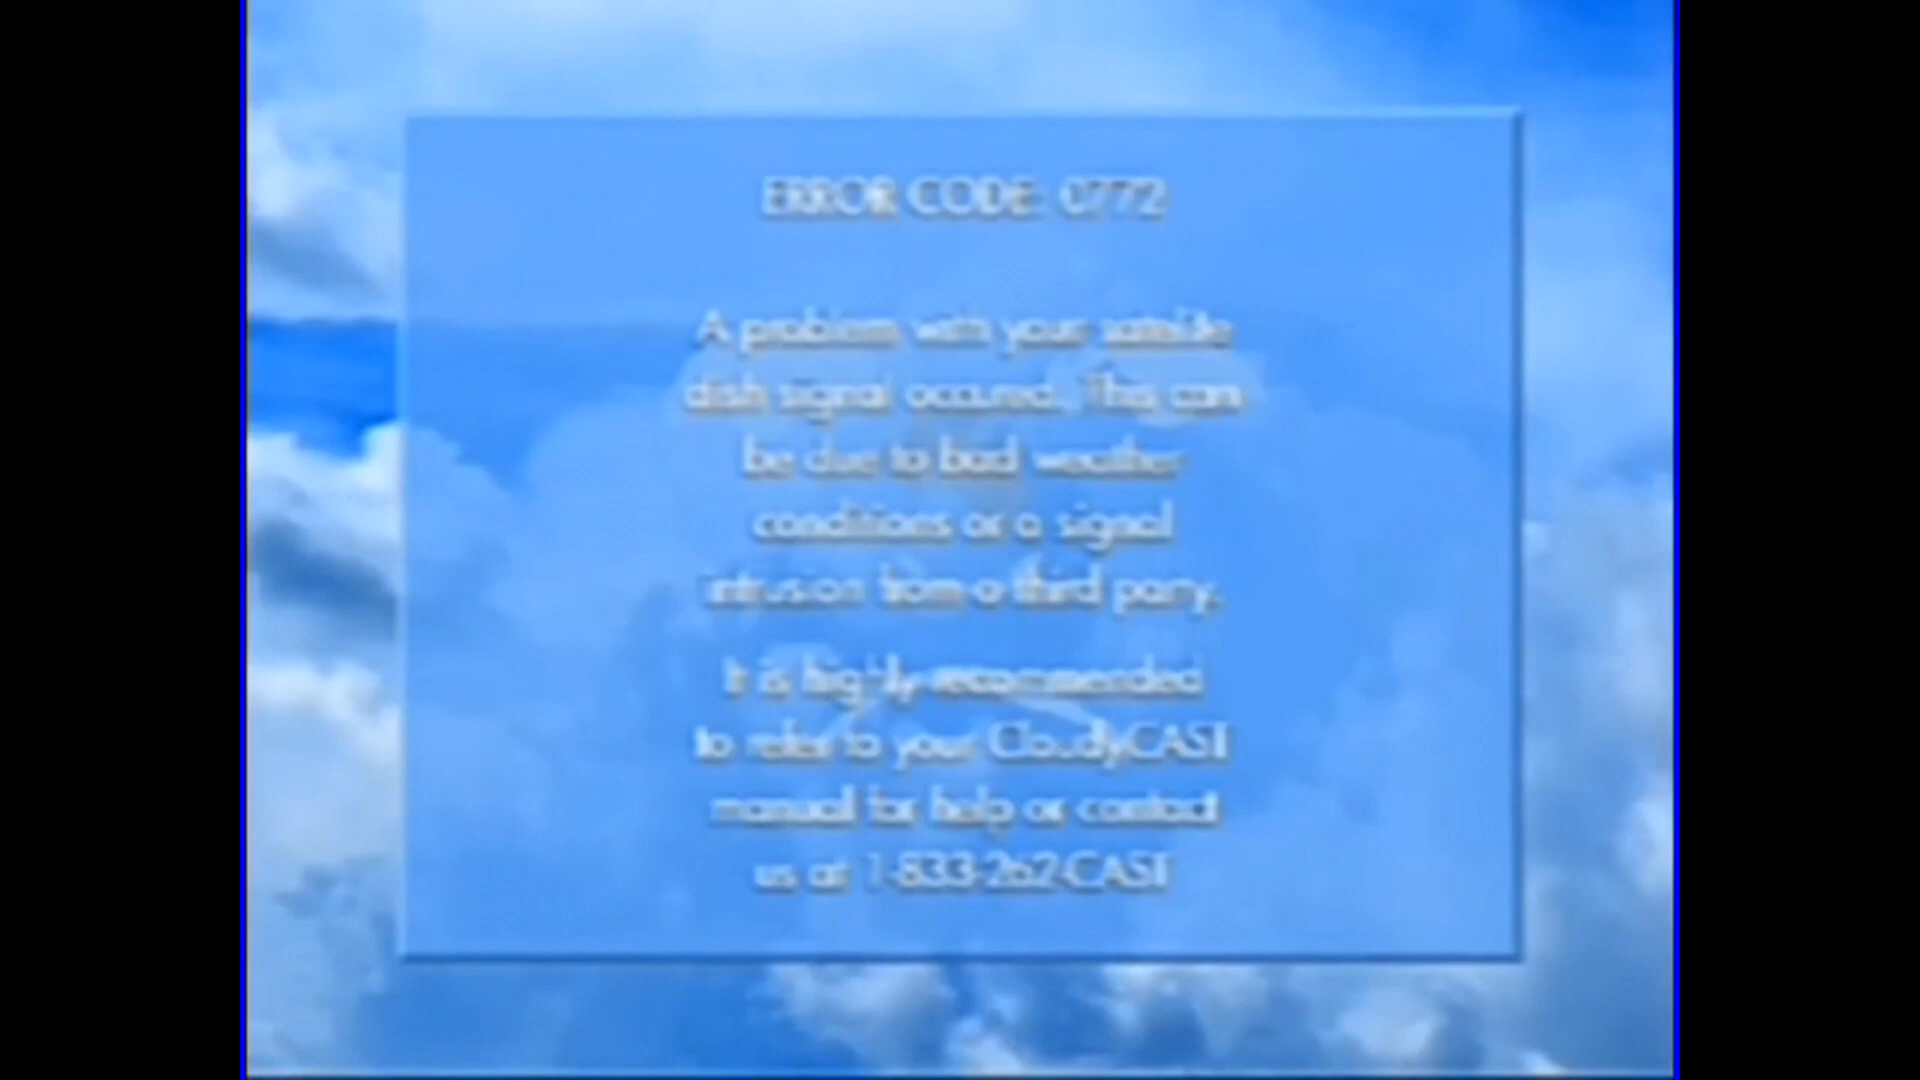 ERROR CODE: 0772
A problem with your satellite
dish signal occured. This can
be due to bad weather
conditions or a signal
intrusion from a third party.
It is highly recommended
to refer to your CloudyCAST
manual for help or contact
us at 1-833-262-CAST